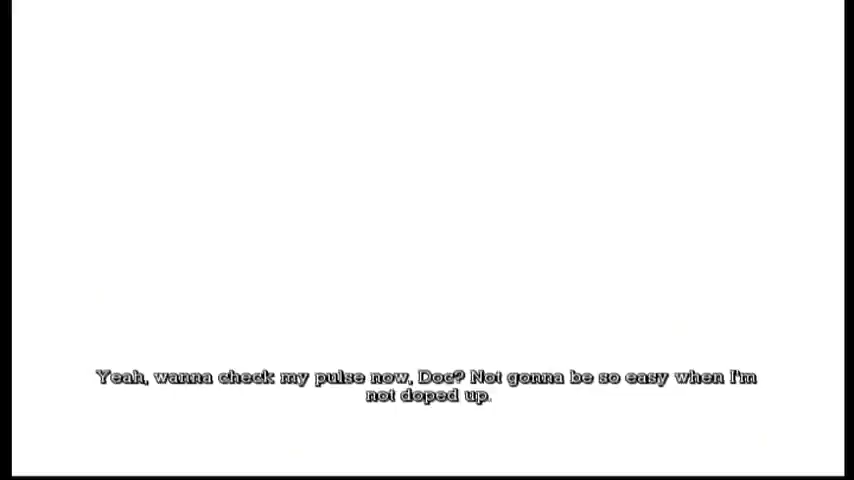 Yeah, wanna check my pulse now, Doc? Not gonna be so easy when I'm
not doped up.